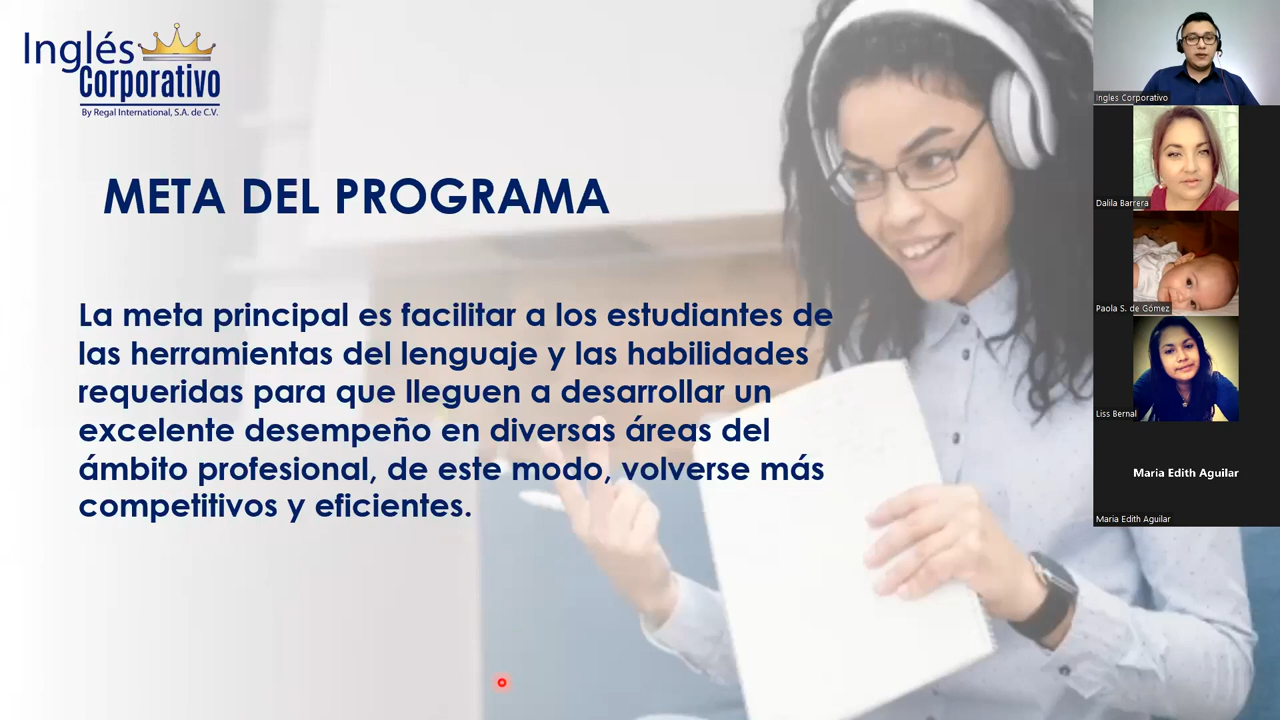 Inglés
Corporativo
By Regal International, S.A. de C.V.
META DEL PROGRAMA
La meta principal es facilitar a los estudiantes de
las herramientas del lenguaje y las habilidades
requeridas para que lleguen a desarrollar un
excelente desempeño en diversas áreas del
ámbito profesional, de este modo, volverse más
competitivos y eficientes.
Ingles Corporativo
Dalila Barrera
Paola S. de Gómez
Liss Bernal
Maria Edith Aguilar
Maria Edith Aguilar